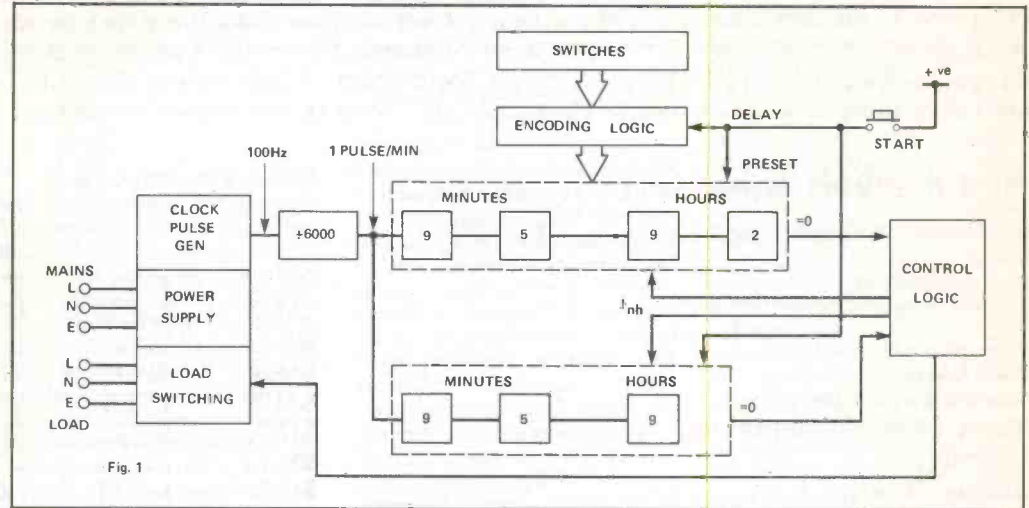 SWITCHES
+ ve
ENCODING LOGIC
DELAY
START
100Hz
1 PULSE/MIN
PRESET
MINUTES HOURS
CLOCK
PULSE
GEN
÷6000
9 5 9 2
=0
CONTROL
LOGIC
MAINS
L
N
E
POWER
SUPPLY
Inh
L
N
E
LOAD
LOAD
SWITCHING
MINUTES HOURS
9 5 9
=0
Fig. 1